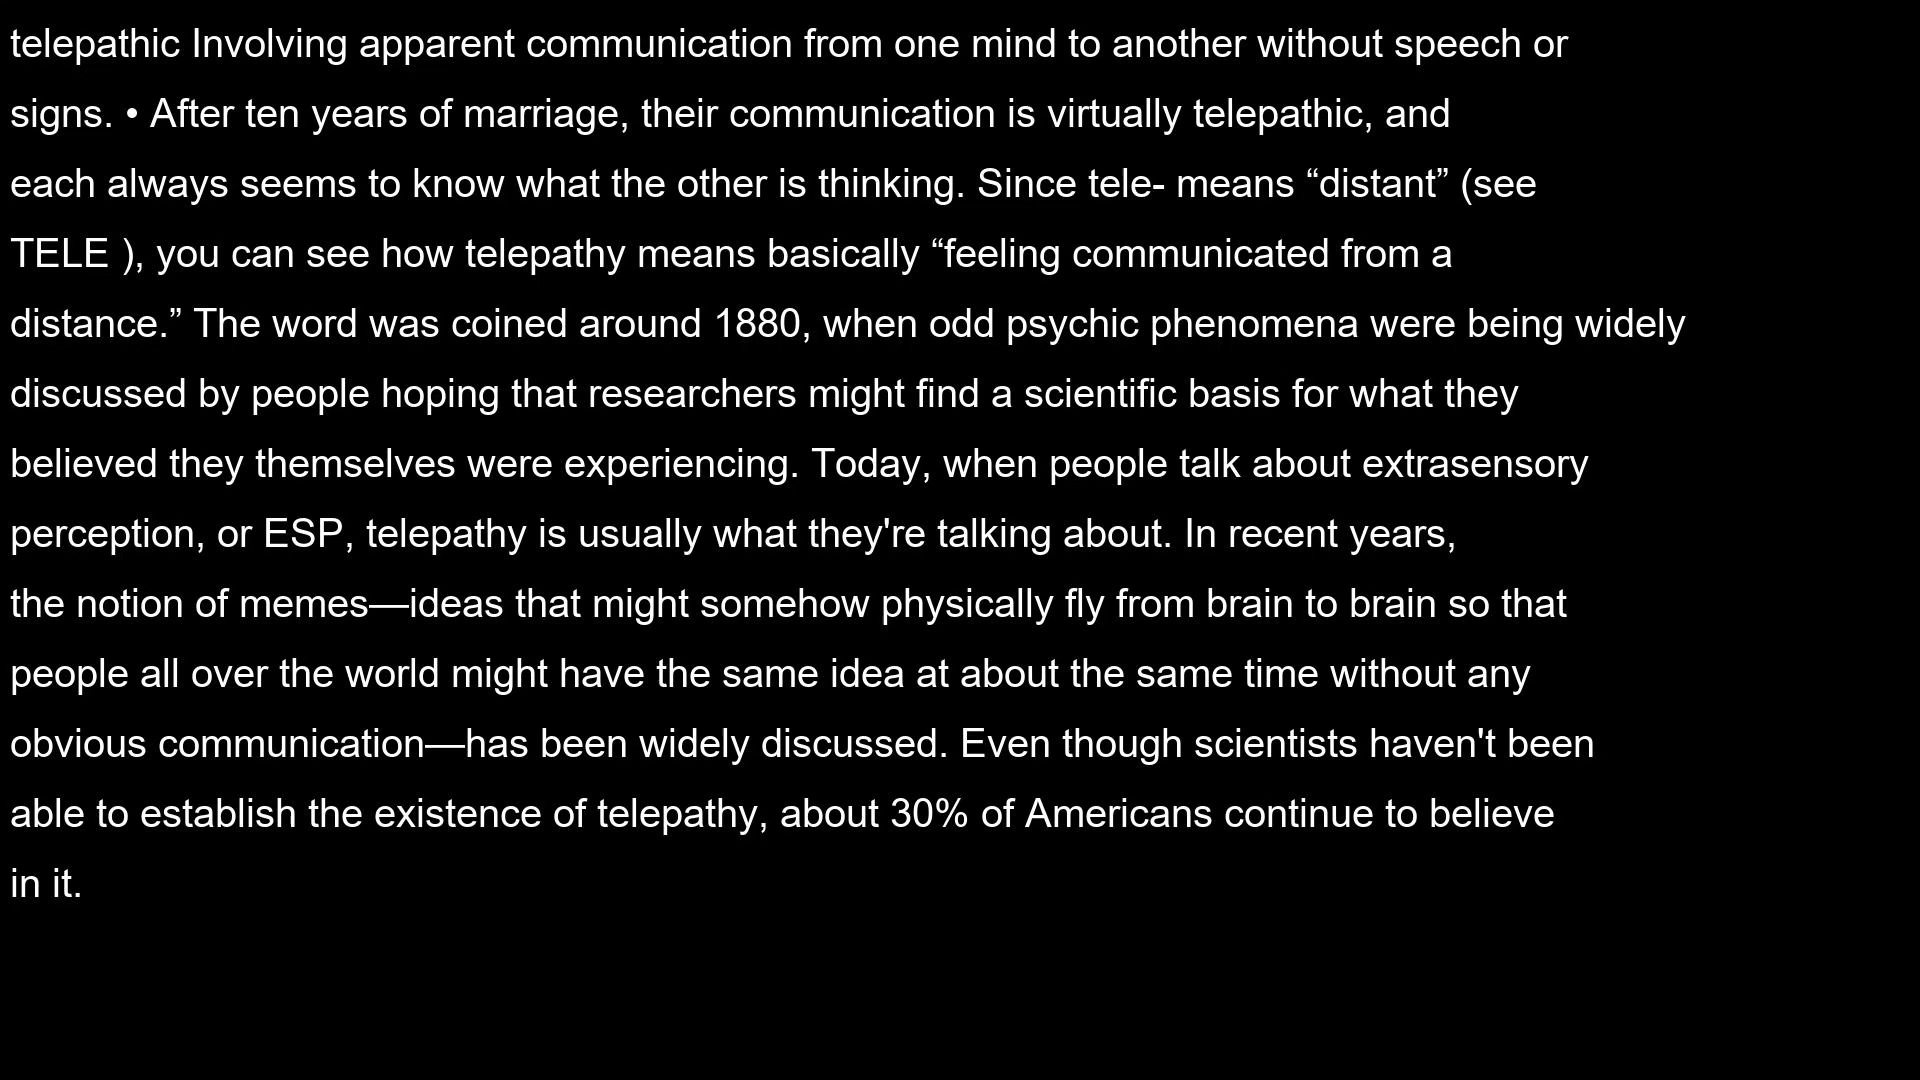 telepathic Involving apparent communication from one mind to another without speech or
signs. • After ten years of marriage, their communication is virtually telepathic, and
each always seems to know what the other is thinking. Since tele- means “distant” (see
TELE ), you can see how telepathy means basically “feeling communicated from a
distance.” The word was coined around 1880, when odd psychic phenomena were being widely
discussed by people hoping that researchers might find a scientific basis for what they
believed they themselves were experiencing. Today, when people talk about extrasensory
perception, or ESP, telepathy is usually what they're talking about. In recent years,
the notion of memes—ideas that might somehow physically fly from brain to brain so that
people all over the world might have the same idea at about the same time without any
obvious communication—has been widely discussed. Even though scientists haven't been
able to establish the existence of telepathy, about 30% of Americans continue to believe
in it.